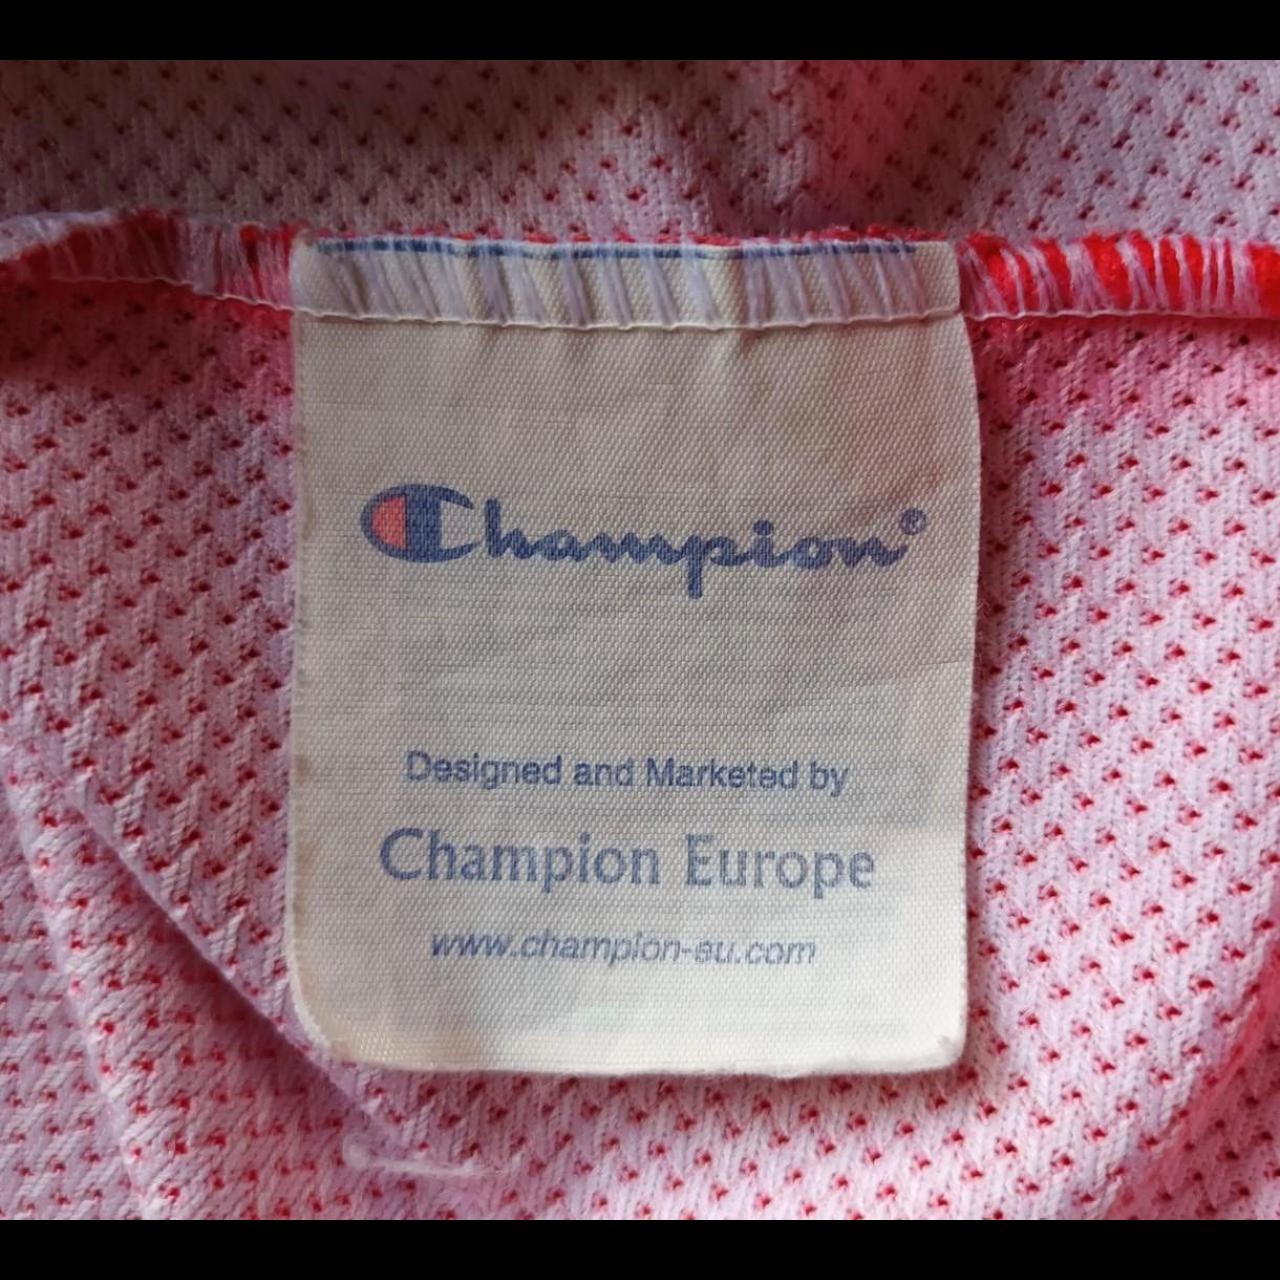 Champion®
Designed and Marketed by
Champion Europe
www.champion-eu.com